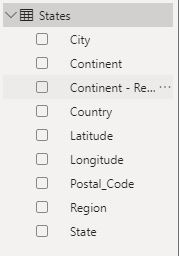 States
City
Continent
Continent - Re...
Country
Latitude
Longitude
Postal_Code
Region
State